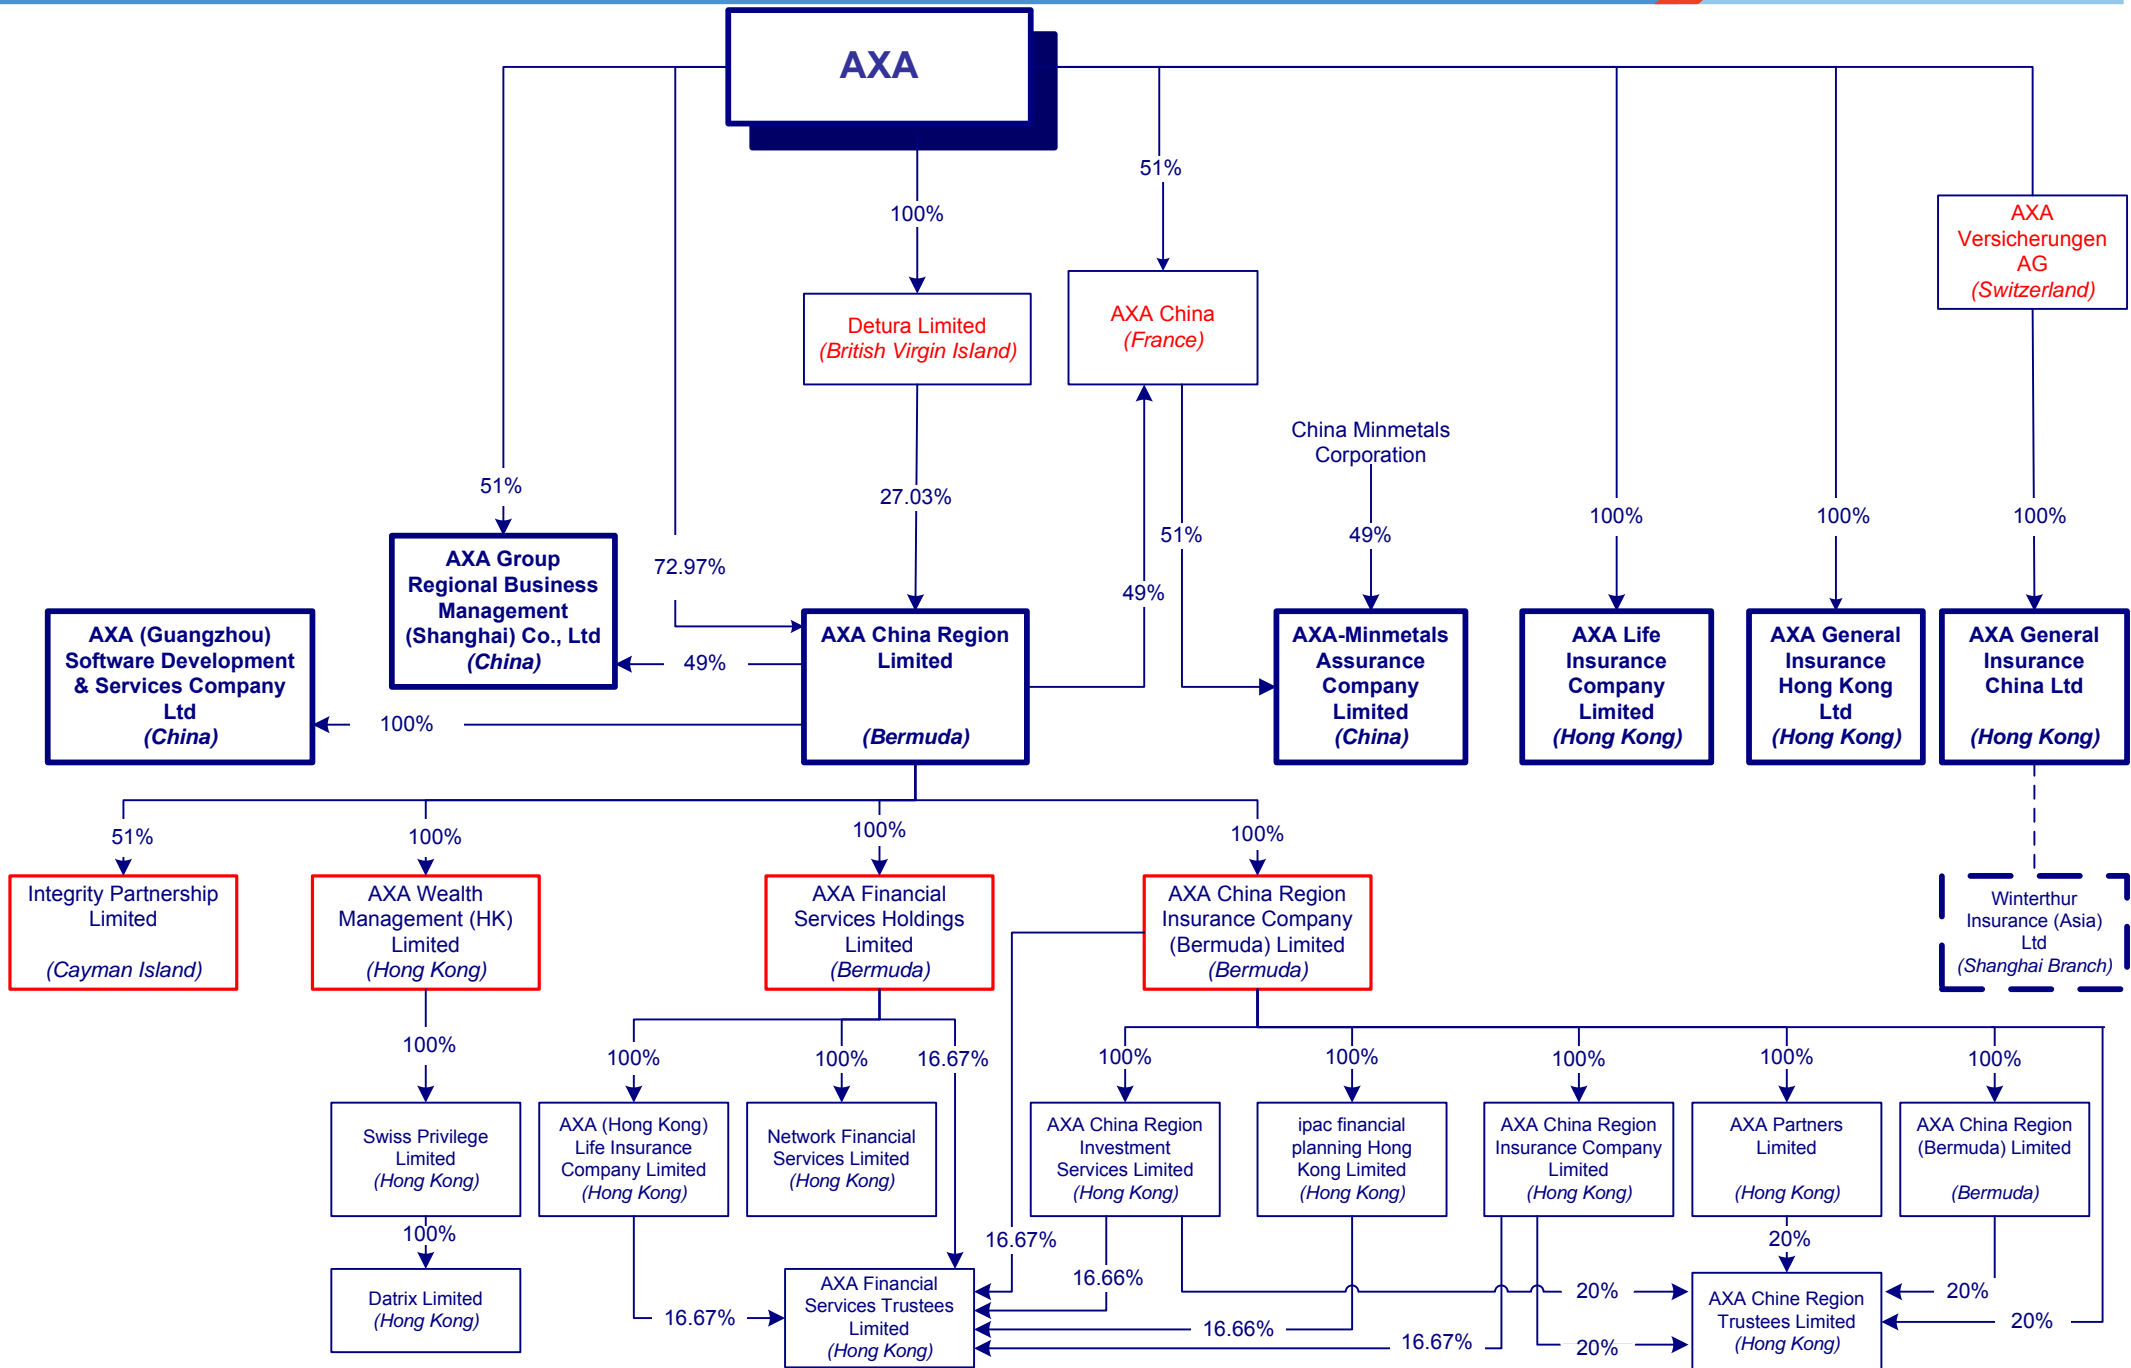 AXA
51%
100%
AXA
Versicherungen
AG
(Switzerland)
Detura Limited
(British Virgin Island)
AXA China
(France)
China Minmetals
Corporation
51%
27.03%
72.97%
51%
49%
100%
100%
100%
49%
AXA Group
Regional Business
Management
(Shanghai) Co., Ltd
(China)
49%
AXA (Guangzhou)
Software Development
& Services Company
Ltd
(China)
100%
AXA China Region
Limited
(Bermuda)
AXA-Minmetals
Assurance
Company
Limited
(China)
AXA Life
Insurance
Company
Limited
(Hong Kong)
AXA General
Insurance
Hong Kong
Ltd
(Hong Kong)
AXA General
Insurance
China Ltd
(Hong Kong)
51%
100%
100%
100%
Integrity Partnership
Limited
(Cayman Island)
AXA Wealth
Management (HK)
Limited
(Hong Kong)
AXA Financial
Services Holdings
Limited
(Bermuda)
AXA China Region
Insurance Company
(Bermuda) Limited
(Bermuda)
Winterthur
Insurance (Asia)
Ltd
(Shanghai Branch)
100%
100%
100%
16.67%
100%
100%
100%
100%
100%
Swiss Privilege
Limited
(Hong Kong)
AXA (Hong Kong)
Life Insurance
Company Limited
(Hong Kong)
Network Financial
Services Limited
(Hong Kong)
AXA China Region
Investment
Services Limited
(Hong Kong)
ipac financial
planning Hong
Kong Limited
(Hong Kong)
AXA China Region
Insurance Company
Limited
(Hong Kong)
AXA Partners
Limited
(Hong Kong)
AXA China Region
(Bermuda) Limited
(Bermuda)
100%
16.67%
20%
16.66%
Datrix Limited
(Hong Kong)
16.67%
AXA Financial
Services Trustees
Limited
(Hong Kong)
16.66%
16.67%
20%
20%
AXA Chine Region
Trustees Limited
(Hong Kong)
20%
20%